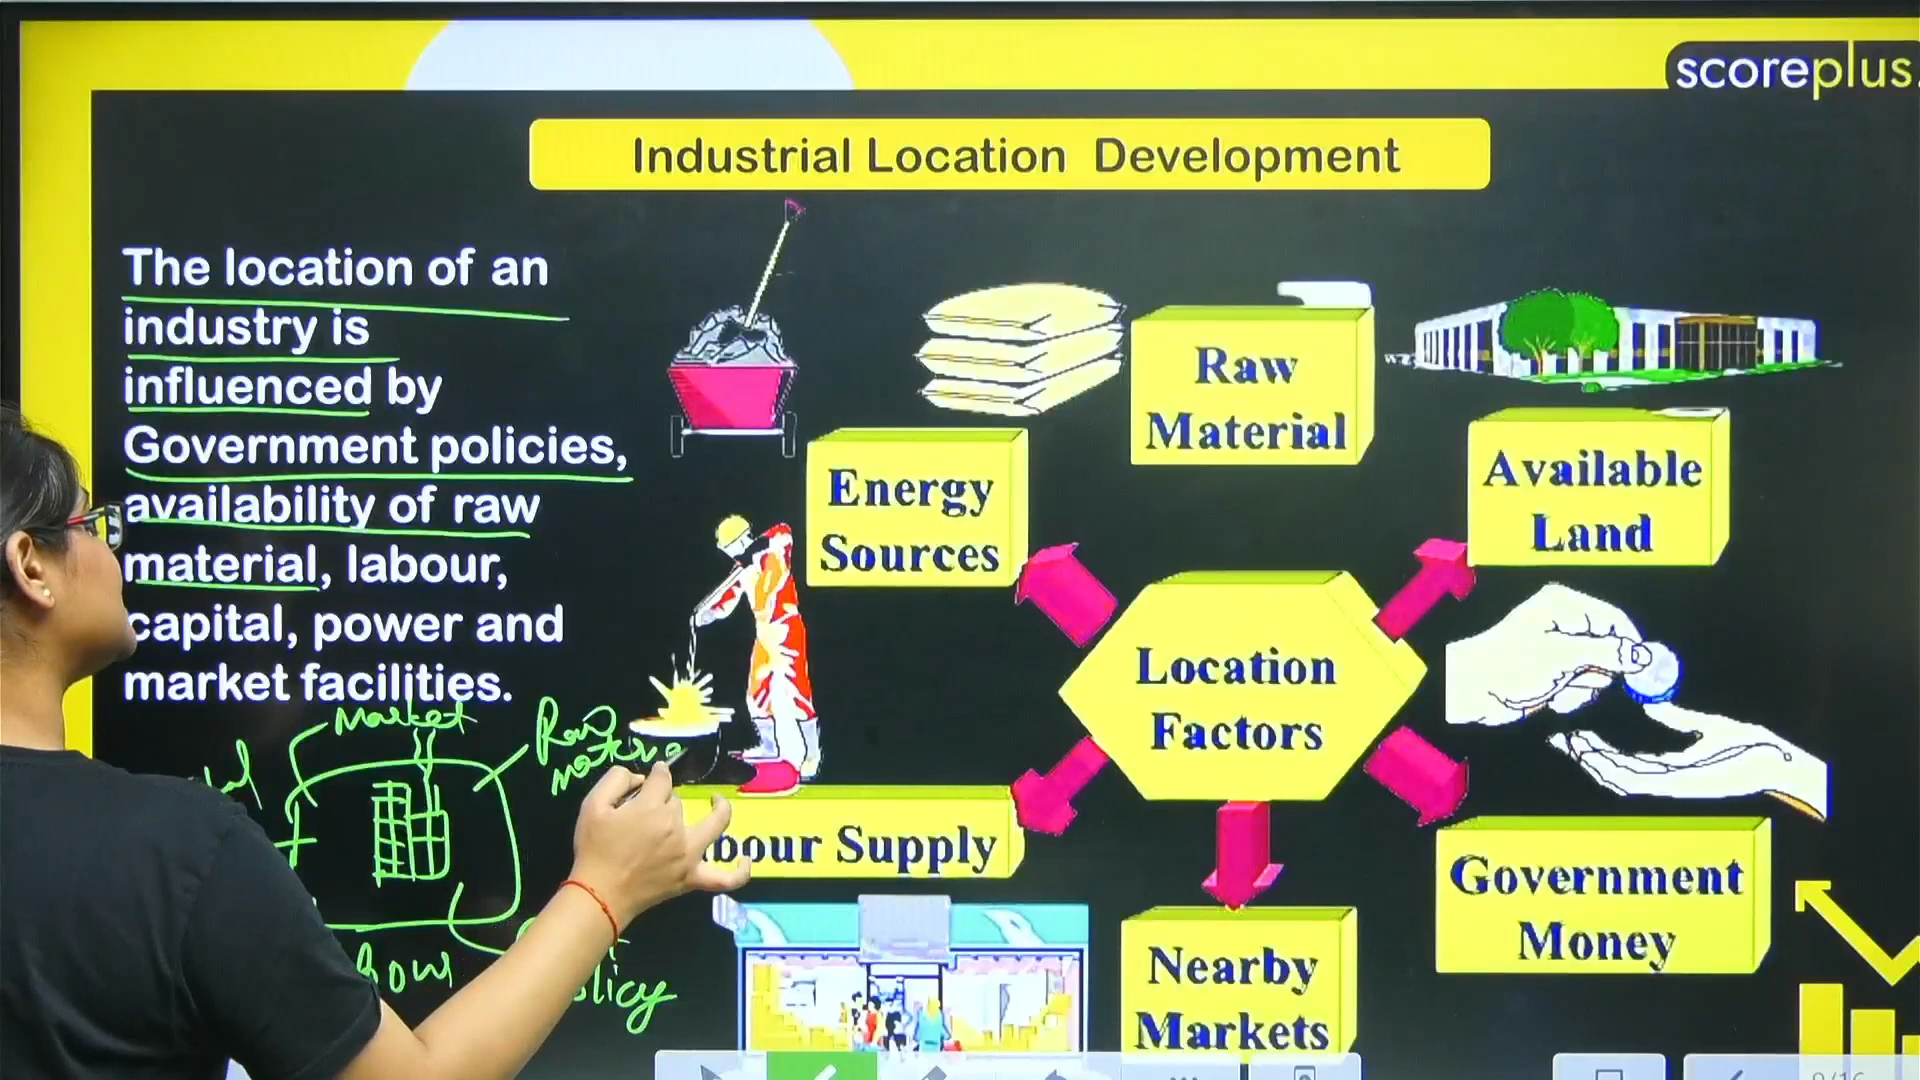 scoreplus.
Industrial Location Development
The location of an
industry is
influenced by
Government policies,
availability of raw
material, labour,
capital, power and
market facilities.
Raw
Material
Energy
Sources
Available
Land
Location
Factors
bour Supply
Government
Money
Nearby
Markets
Market
Raw
policy